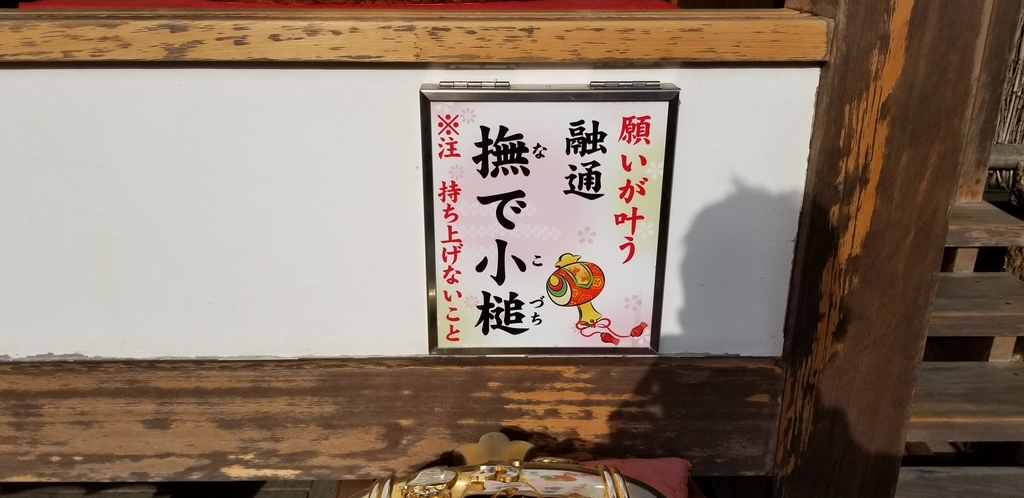 願いが叶う
融通
撫で小槌
な
こ
づち
※注 持ち上げないこと